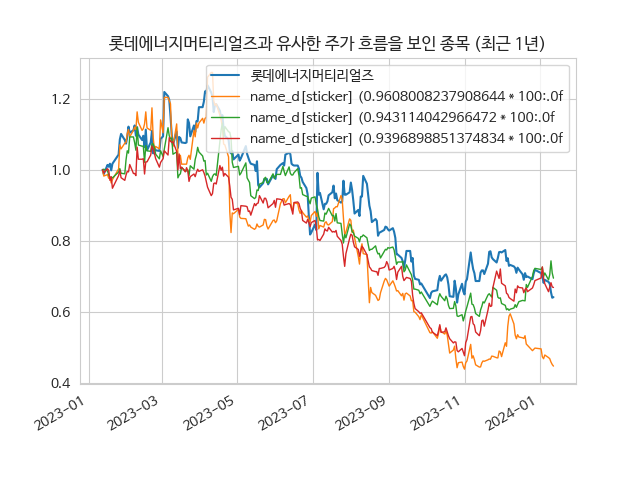 롯데에너지머티리얼즈과 유사한 주가 흐름을 보인 종목 (최근 1년)
롯데에너지머티리얼즈
name_d[sticker] (0.9608008237908644 * 100:.0f
name_d[sticker] (0.943114042966472 * 100:.0f
name_d[sticker] (0.9396898851374834 * 100:.0f
1.2
1.0
0.8
0.6
0.4
2023-01
2023-03
2023-05
2023-07
2023-09
2023-11
2024-01